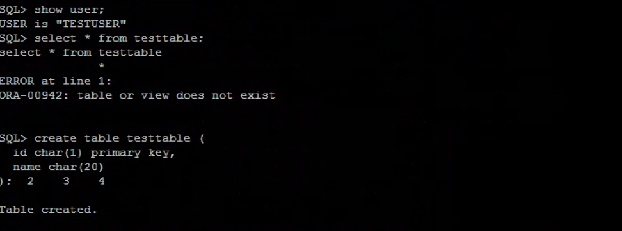 SQL> show user;
USER is "TESTUSER"
SQL> select * from testtable;
select * from testtable
*
ERROR at line 1:
ORA-00942: table or view does not exist
SQL> create table testtable (
id char(1) primary key,
name char(20)
); 2 3 4
Table created.